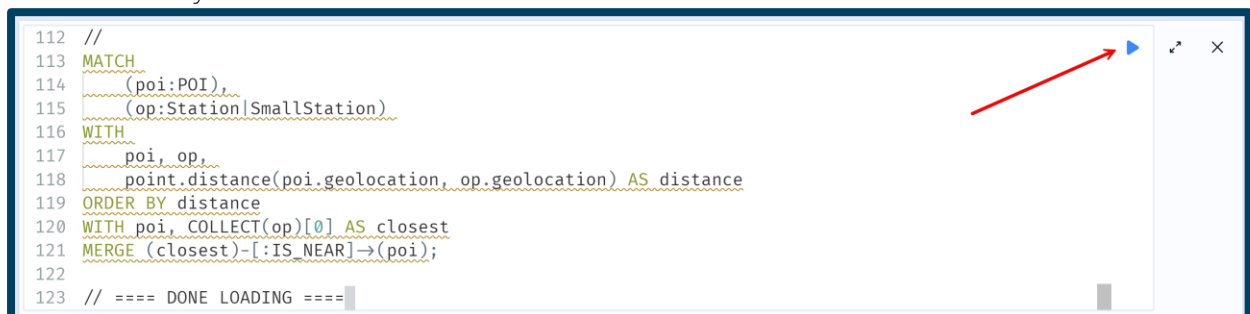 112 //
113 MATCH
114     (poi:POI),
115     (op:Station|SmallStation)
116 WITH
117     poi, op,
118     point.distance(poi.geolocation, op.geolocation) AS distance
119 ORDER BY distance
120 WITH poi, COLLECT(op)[0] AS closest
121 MERGE (closest)-[:IS_NEAR]->(poi);
122
123 // ==== DONE LOADING ====